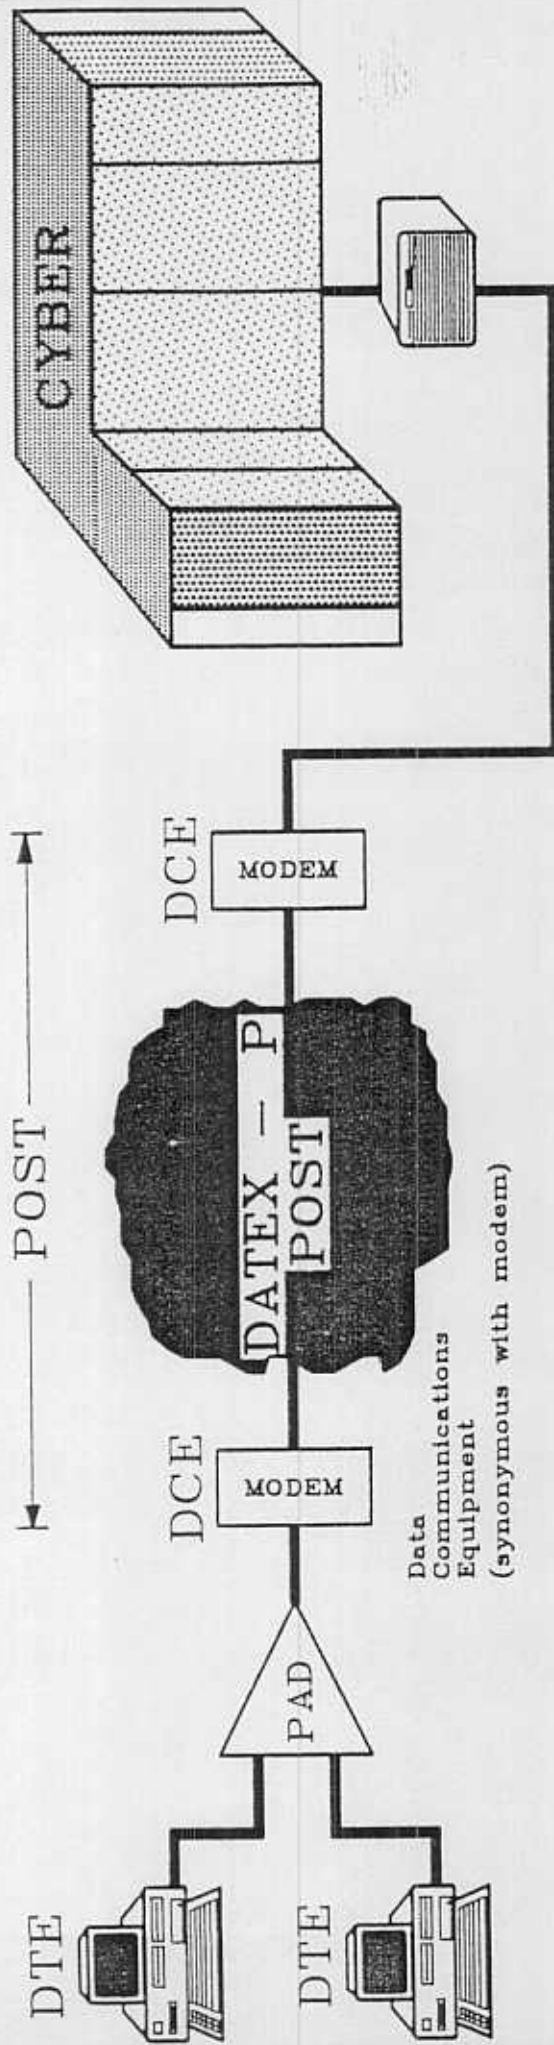 POST
CYBER
DTE
DTE
PAD
DCE
MODEM
DATEX — P
POST
DCE
MODEM
Data
Communications
Equipment
(synonymous with modem)